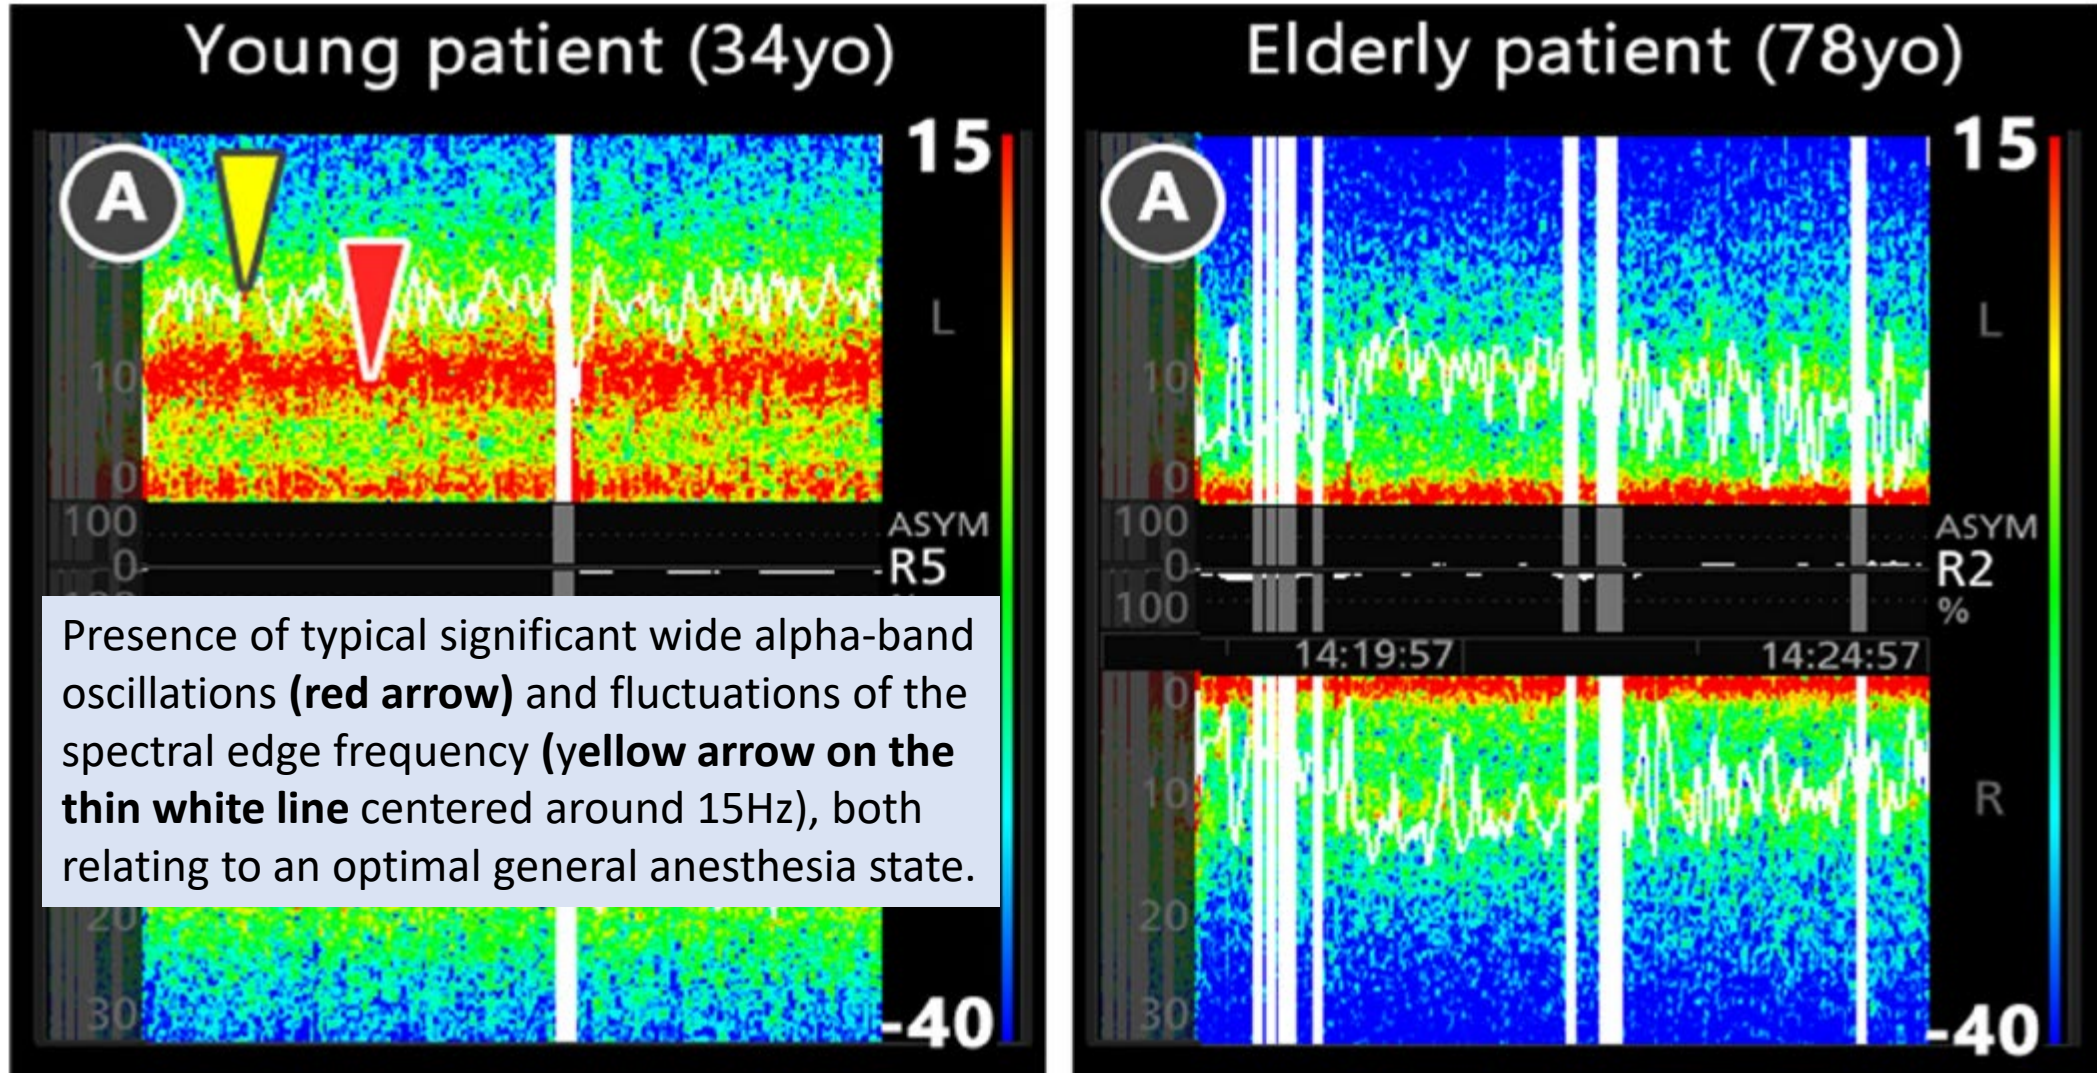 Young patient (34yo)
A
15
L
10
0
100
ASYM
0
R5
Presence of typical significant wide alpha-band
oscillations (red arrow) and fluctuations of the
spectral edge frequency (yellow arrow on the
thin white line centered around 15Hz), both
relating to an optimal general anesthesia state.
20
30
-40
Elderly patient (78yo)
A
15
L
10
0
100
ASYM
0
R2
100
%
14:19:57
14:24:57
0
10
R
20
30
-40